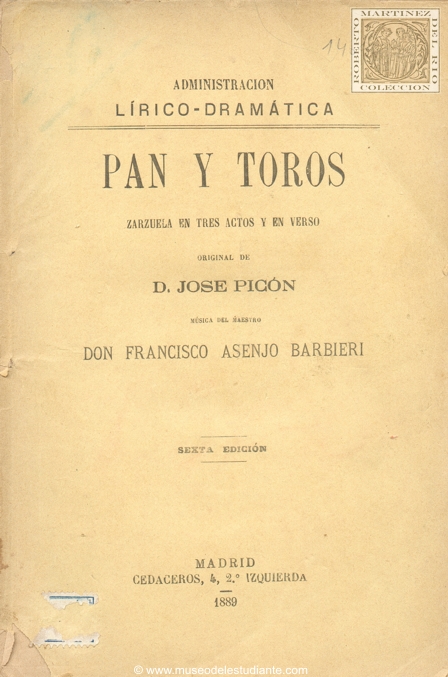 14
ROBERTO MARTINEZ DEL RIO
COLECCION
ADMINISTRACION
LÍRICO-DRAMÁTICA
PAN Y TOROS
ZARZUELA EN TRES ACTOS Y EN VERSO
ORIGINAL DE
D. JOSE PICÓN
MÚSICA DEL MAESTRO
DON FRANCISCO ASENJO BARBIERI
SEXTA EDICIÓN
MADRID
CEDACEROS, 4, 2.º IZQUIERDA
1889
© www.museodelestudiante.com